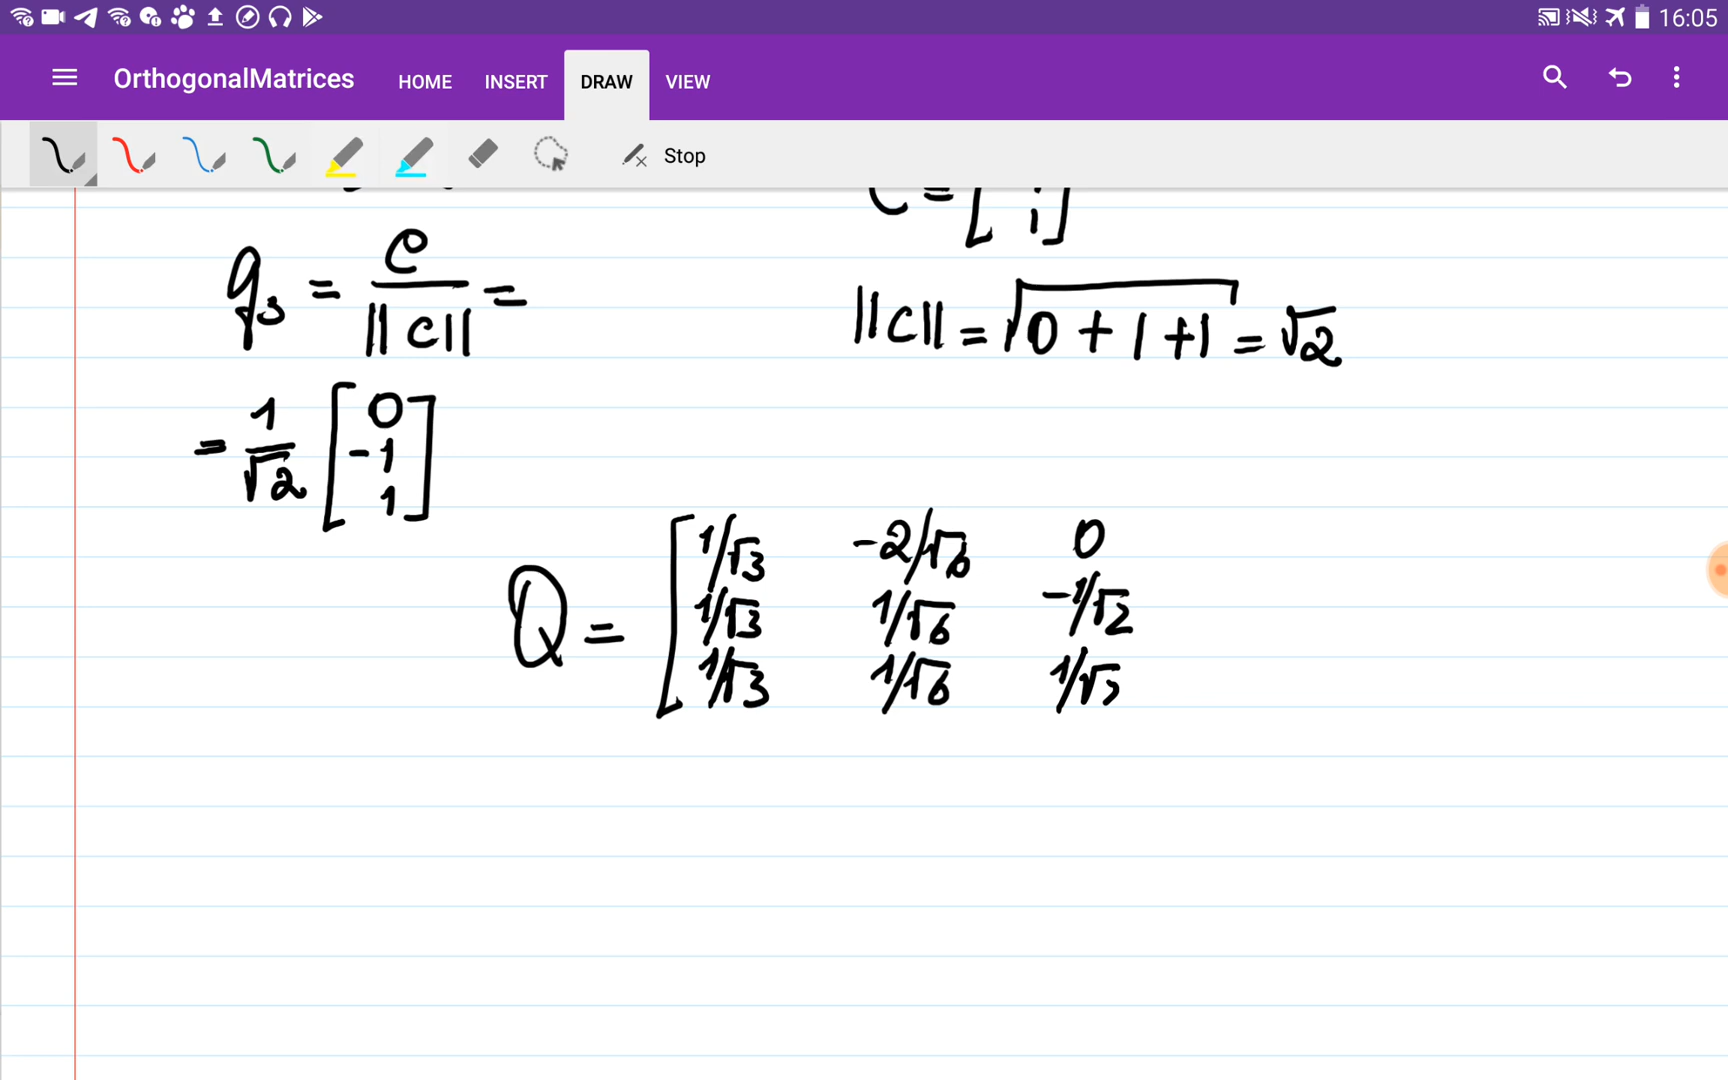 16:05
OrthogonalMatrices HOME INSERT DRAW VIEW
Stop
C = [ 1
1 ]
q₃ = C / ||C|| =
||C|| = √(0 + 1 + 1) = √2
= 1/√2 [ 0
-1
1 ]
Q = [ 1/√3 -2/√6 0
1/√3 1/√6 -1/√2
1/√3 1/√6 1/√2